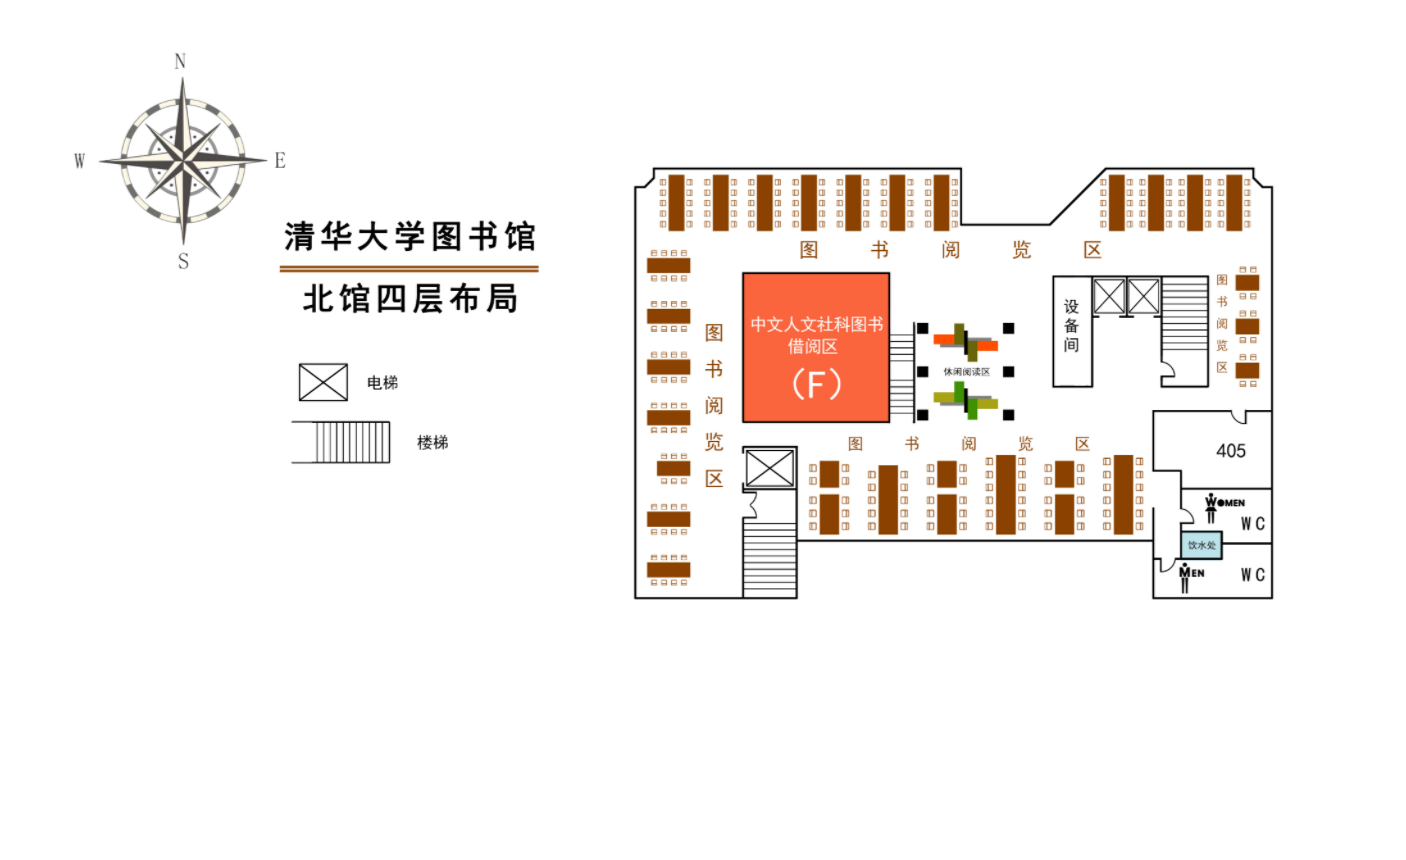 N
W
E
S
清华大学图书馆
北馆四层布局
电梯
楼梯
图书阅览区
图书阅览区
中文人文社科图书
借阅区
（F）
休闲阅读区
设备间
图书阅览区
图书阅览区
405
WOMEN
WC
饮水处
MEN
WC